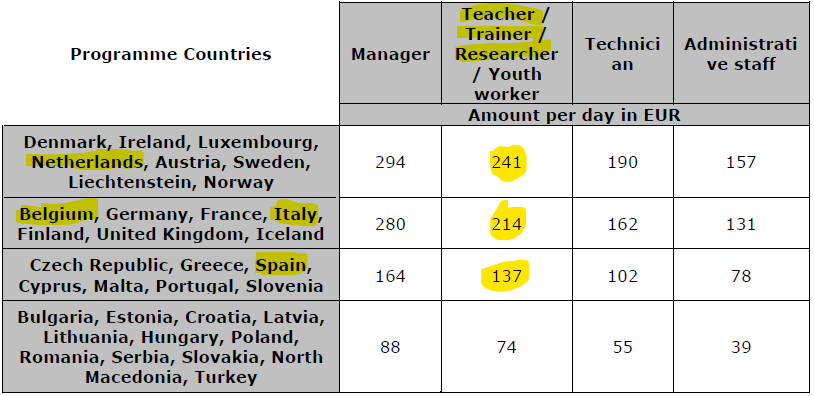 Programme Countries
Manager
Teacher /
Trainer /
Researcher
/ Youth
worker
Technici
an
Administrati
ve staff
Amount per day in EUR
Denmark, Ireland, Luxembourg,
Netherlands, Austria, Sweden,
Liechtenstein, Norway
294
241
190
157
Belgium, Germany, France, Italy,
Finland, United Kingdom, Iceland
280
214
162
131
Czech Republic, Greece, Spain,
Cyprus, Malta, Portugal, Slovenia
164
137
102
78
Bulgaria, Estonia, Croatia, Latvia,
Lithuania, Hungary, Poland,
Romania, Serbia, Slovakia, North
Macedonia, Turkey
88
74
55
39